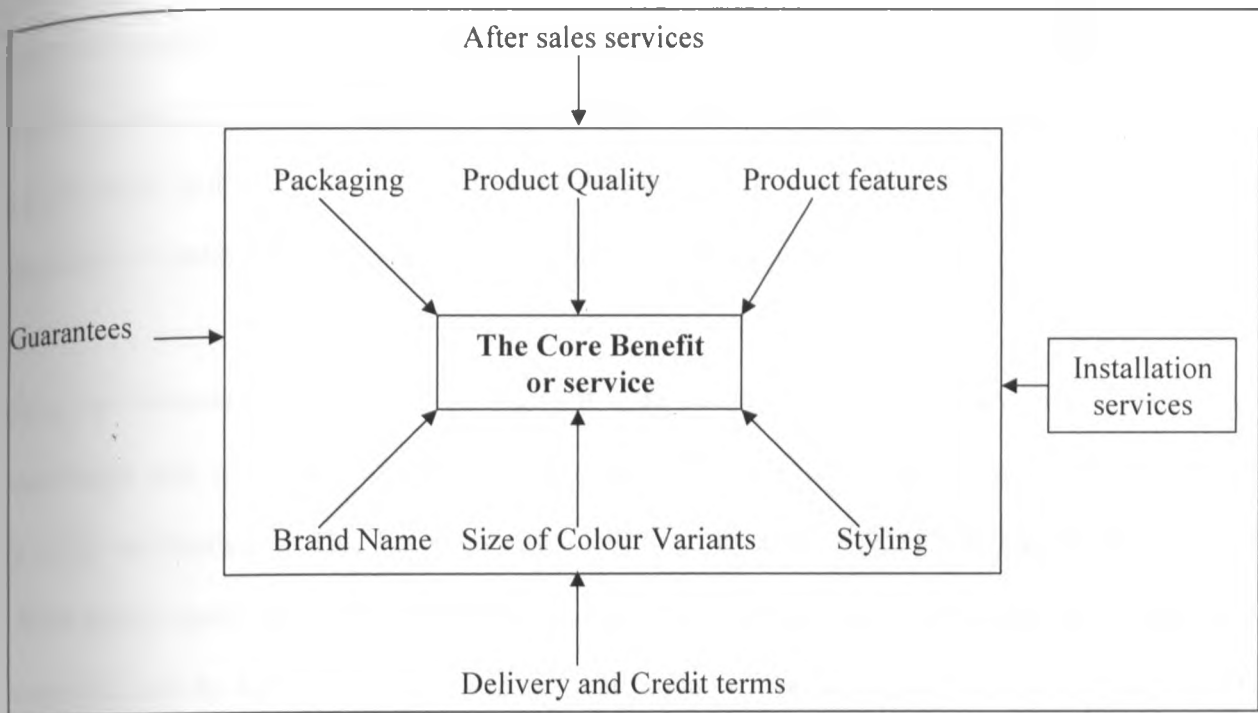 After sales services
Packaging Product Quality Product features
Guarantees
The Core Benefit
or service
Installation
services
Brand Name Size of Colour Variants Styling
Delivery and Credit terms